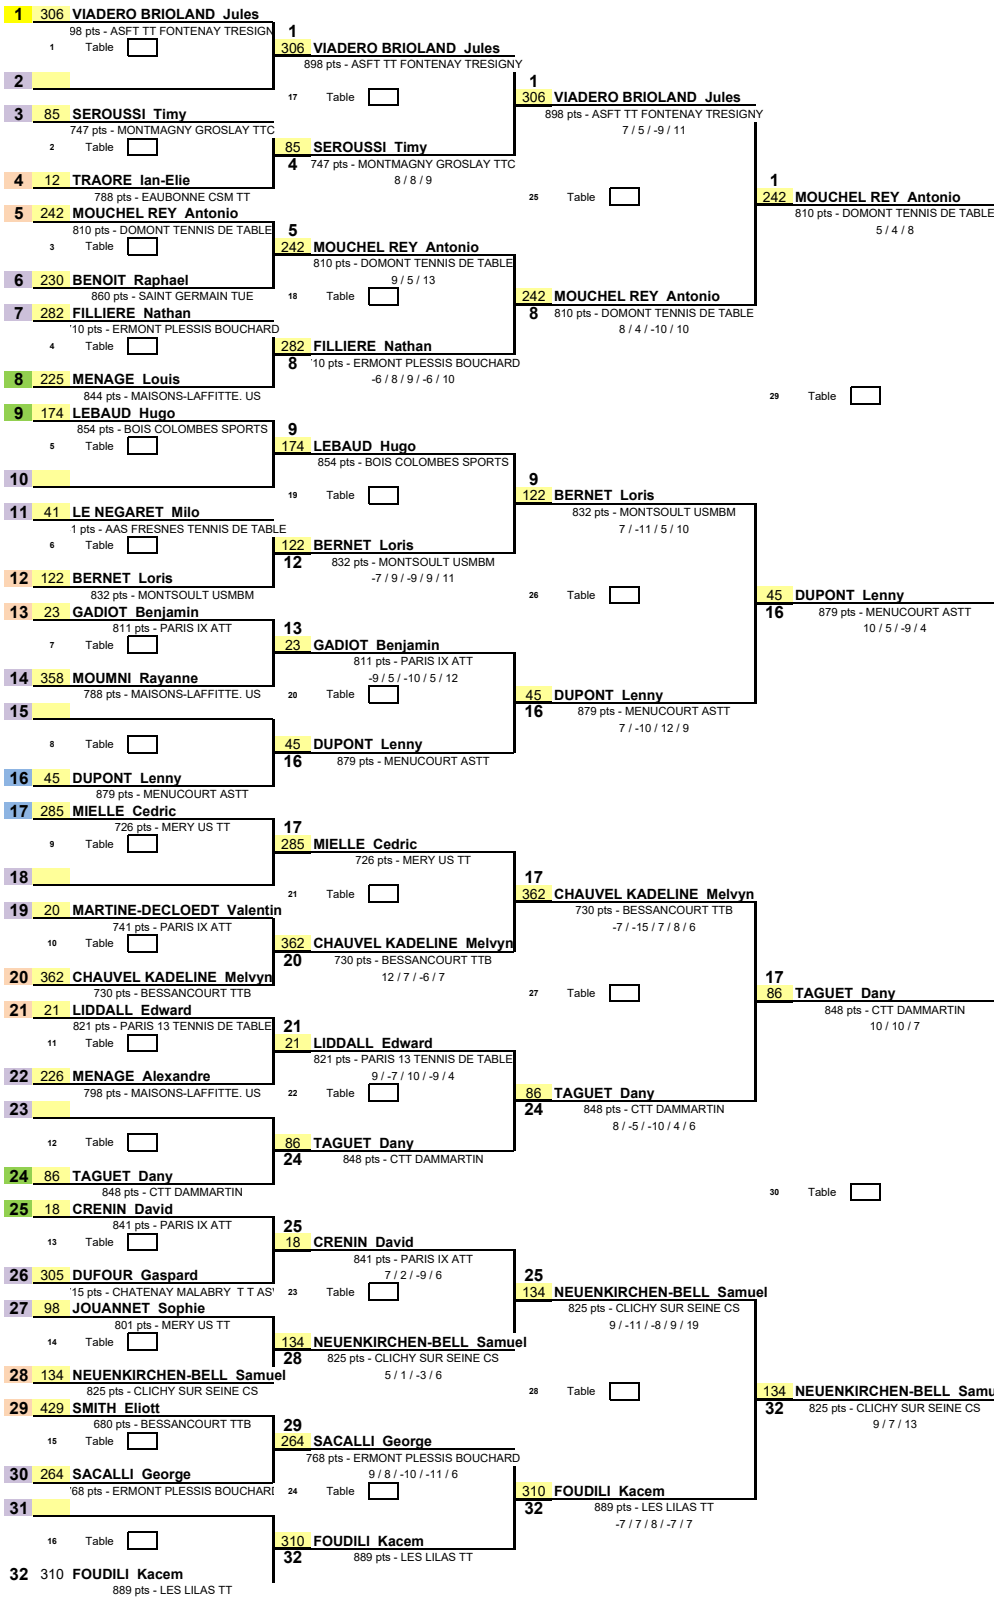 1 306 VIADERO BRIOLAND Jules
98 pts - ASFT TT FONTENAY TRESIGN
1 Table
2
3 85 SEROUSSI Timy
747 pts - MONTMAGNY GROSLAY TTC
2 Table
4 12 TRAORE Ian-Elie
788 pts - EAUBONNE CSM TT
5 242 MOUCHEL REY Antonio
810 pts - DOMONT TENNIS DE TABLE
3 Table
6 230 BENOIT Raphael
860 pts - SAINT GERMAIN TUE
7 282 FILLIERE Nathan
'10 pts - ERMONT PLESSIS BOUCHARD
4 Table
8 225 MENAGE Louis
844 pts - MAISONS-LAFFITTE. US
9 174 LEBAUD Hugo
854 pts - BOIS COLOMBES SPORTS
5 Table
10
11 41 LE NEGARET Milo
1 pts - AAS FRESNES TENNIS DE TABLE
6 Table
12 122 BERNET Loris
832 pts - MONTSOULT USMBM
13 23 GADIOT Benjamin
811 pts - PARIS IX ATT
7 Table
14 358 MOUMNI Rayanne
788 pts - MAISONS-LAFFITTE. US
15
8 Table
16 45 DUPONT Lenny
879 pts - MENUCOURT ASTT
17 285 MIELLE Cedric
726 pts - MERY US TT
9 Table
18
19 20 MARTINE-DECLOEDT Valentin
741 pts - PARIS IX ATT
10 Table
20 362 CHAUVEL KADELINE Melvyn
730 pts - BESSANCOURT TTB
21 21 LIDDALL Edward
821 pts - PARIS 13 TENNIS DE TABLE
11 Table
22 226 MENAGE Alexandre
798 pts - MAISONS-LAFFITTE. US
23
12 Table
24 86 TAGUET Dany
848 pts - CTT DAMMARTIN
25 18 CRENIN David
841 pts - PARIS IX ATT
13 Table
26 305 DUFOUR Gaspard
'15 pts - CHATENAY MALABRY T T AS'
27 98 JOUANNET Sophie
801 pts - MERY US TT
14 Table
28 134 NEUENKIRCHEN-BELL Samuel
825 pts - CLICHY SUR SEINE CS
29 429 SMITH Eliott
680 pts - BESSANCOURT TTB
15 Table
30 264 SACALLI George
'68 pts - ERMONT PLESSIS BOUCHARD
31
16 Table
32 310 FOUDILI Kacem
889 pts - LES LILAS TT
1
306 VIADERO BRIOLAND Jules
898 pts - ASFT TT FONTENAY TRESIGNY
17 Table
85 SEROUSSI Timy
4 747 pts - MONTMAGNY GROSLAY TTC
8 / 8 / 9
5
242 MOUCHEL REY Antonio
810 pts - DOMONT TENNIS DE TABLE
9 / 5 / 13
18 Table
282 FILLIERE Nathan
8 '10 pts - ERMONT PLESSIS BOUCHARD
-6 / 8 / 9 / -6 / 10
9
174 LEBAUD Hugo
854 pts - BOIS COLOMBES SPORTS
19 Table
122 BERNET Loris
12 832 pts - MONTSOULT USMBM
-7 / 9 / -9 / 9 / 11
13
23 GADIOT Benjamin
811 pts - PARIS IX ATT
-9 / 5 / -10 / 5 / 12
20 Table
45 DUPONT Lenny
16 879 pts - MENUCOURT ASTT
17
285 MIELLE Cedric
726 pts - MERY US TT
21 Table
362 CHAUVEL KADELINE Melvyn
20 730 pts - BESSANCOURT TTB
12 / 7 / -6 / 7
21
21 LIDDALL Edward
821 pts - PARIS 13 TENNIS DE TABLE
9 / -7 / 10 / -9 / 4
22 Table
86 TAGUET Dany
24 848 pts - CTT DAMMARTIN
25
18 CRENIN David
841 pts - PARIS IX ATT
7 / 2 / -9 / 6
23 Table
134 NEUENKIRCHEN-BELL Samuel
28 825 pts - CLICHY SUR SEINE CS
5 / 1 / -3 / 6
29
264 SACALLI George
768 pts - ERMONT PLESSIS BOUCHARD
9 / 8 / -10 / -11 / 6
24 Table
310 FOUDILI Kacem
32 889 pts - LES LILAS TT
1
306 VIADERO BRIOLAND Jules
898 pts - ASFT TT FONTENAY TRESIGNY
7 / 5 / -9 / 11
25 Table
242 MOUCHEL REY Antonio
8 810 pts - DOMONT TENNIS DE TABLE
8 / 4 / -10 / 10
9
122 BERNET Loris
832 pts - MONTSOULT USMBM
7 / -11 / 5 / 10
26 Table
45 DUPONT Lenny
16 879 pts - MENUCOURT ASTT
7 / -10 / 12 / 9
17
362 CHAUVEL KADELINE Melvyn
730 pts - BESSANCOURT TTB
-7 / -15 / 7 / 8 / 6
27 Table
86 TAGUET Dany
24 848 pts - CTT DAMMARTIN
8 / -5 / -10 / 4 / 6
25
134 NEUENKIRCHEN-BELL Samuel
825 pts - CLICHY SUR SEINE CS
9 / -11 / -8 / 9 / 19
28 Table
310 FOUDILI Kacem
32 889 pts - LES LILAS TT
-7 / 7 / 8 / -7 / 7
1
242 MOUCHEL REY Antonio
810 pts - DOMONT TENNIS DE TABLE
5 / 4 / 8
29 Table
45 DUPONT Lenny
16 879 pts - MENUCOURT ASTT
10 / 5 / -9 / 4
17
86 TAGUET Dany
848 pts - CTT DAMMARTIN
10 / 10 / 7
30 Table
134 NEUENKIRCHEN-BELL Samu
32 825 pts - CLICHY SUR SEINE CS
9 / 7 / 13